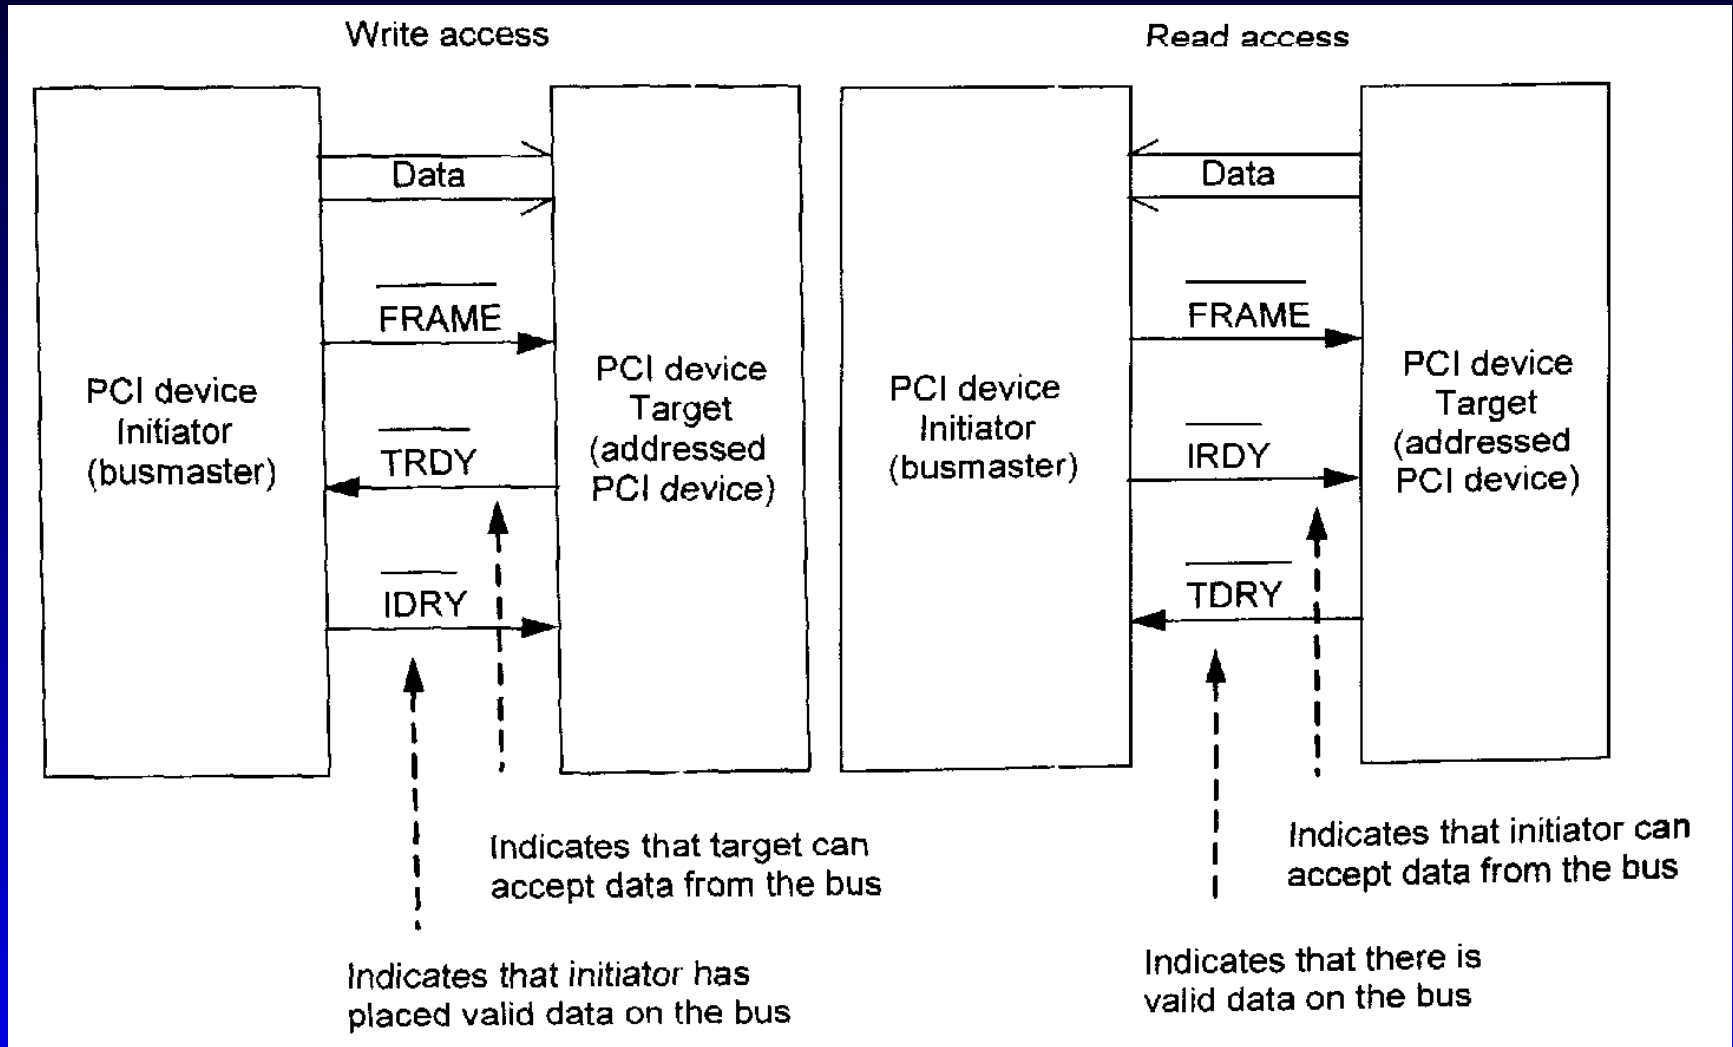 Write access
Data
FRAME
TRDY
IDRY
PCI device
Initiator
(busmaster)
PCI device
Target
(addressed
PCI device)
Indicates that target can
accept data from the bus
Indicates that initiator has
placed valid data on the bus
Read access
Data
FRAME
IRDY
TDRY
PCI device
Initiator
(busmaster)
PCI device
Target
(addressed
PCI device)
Indicates that initiator can
accept data from the bus
Indicates that there is
valid data on the bus